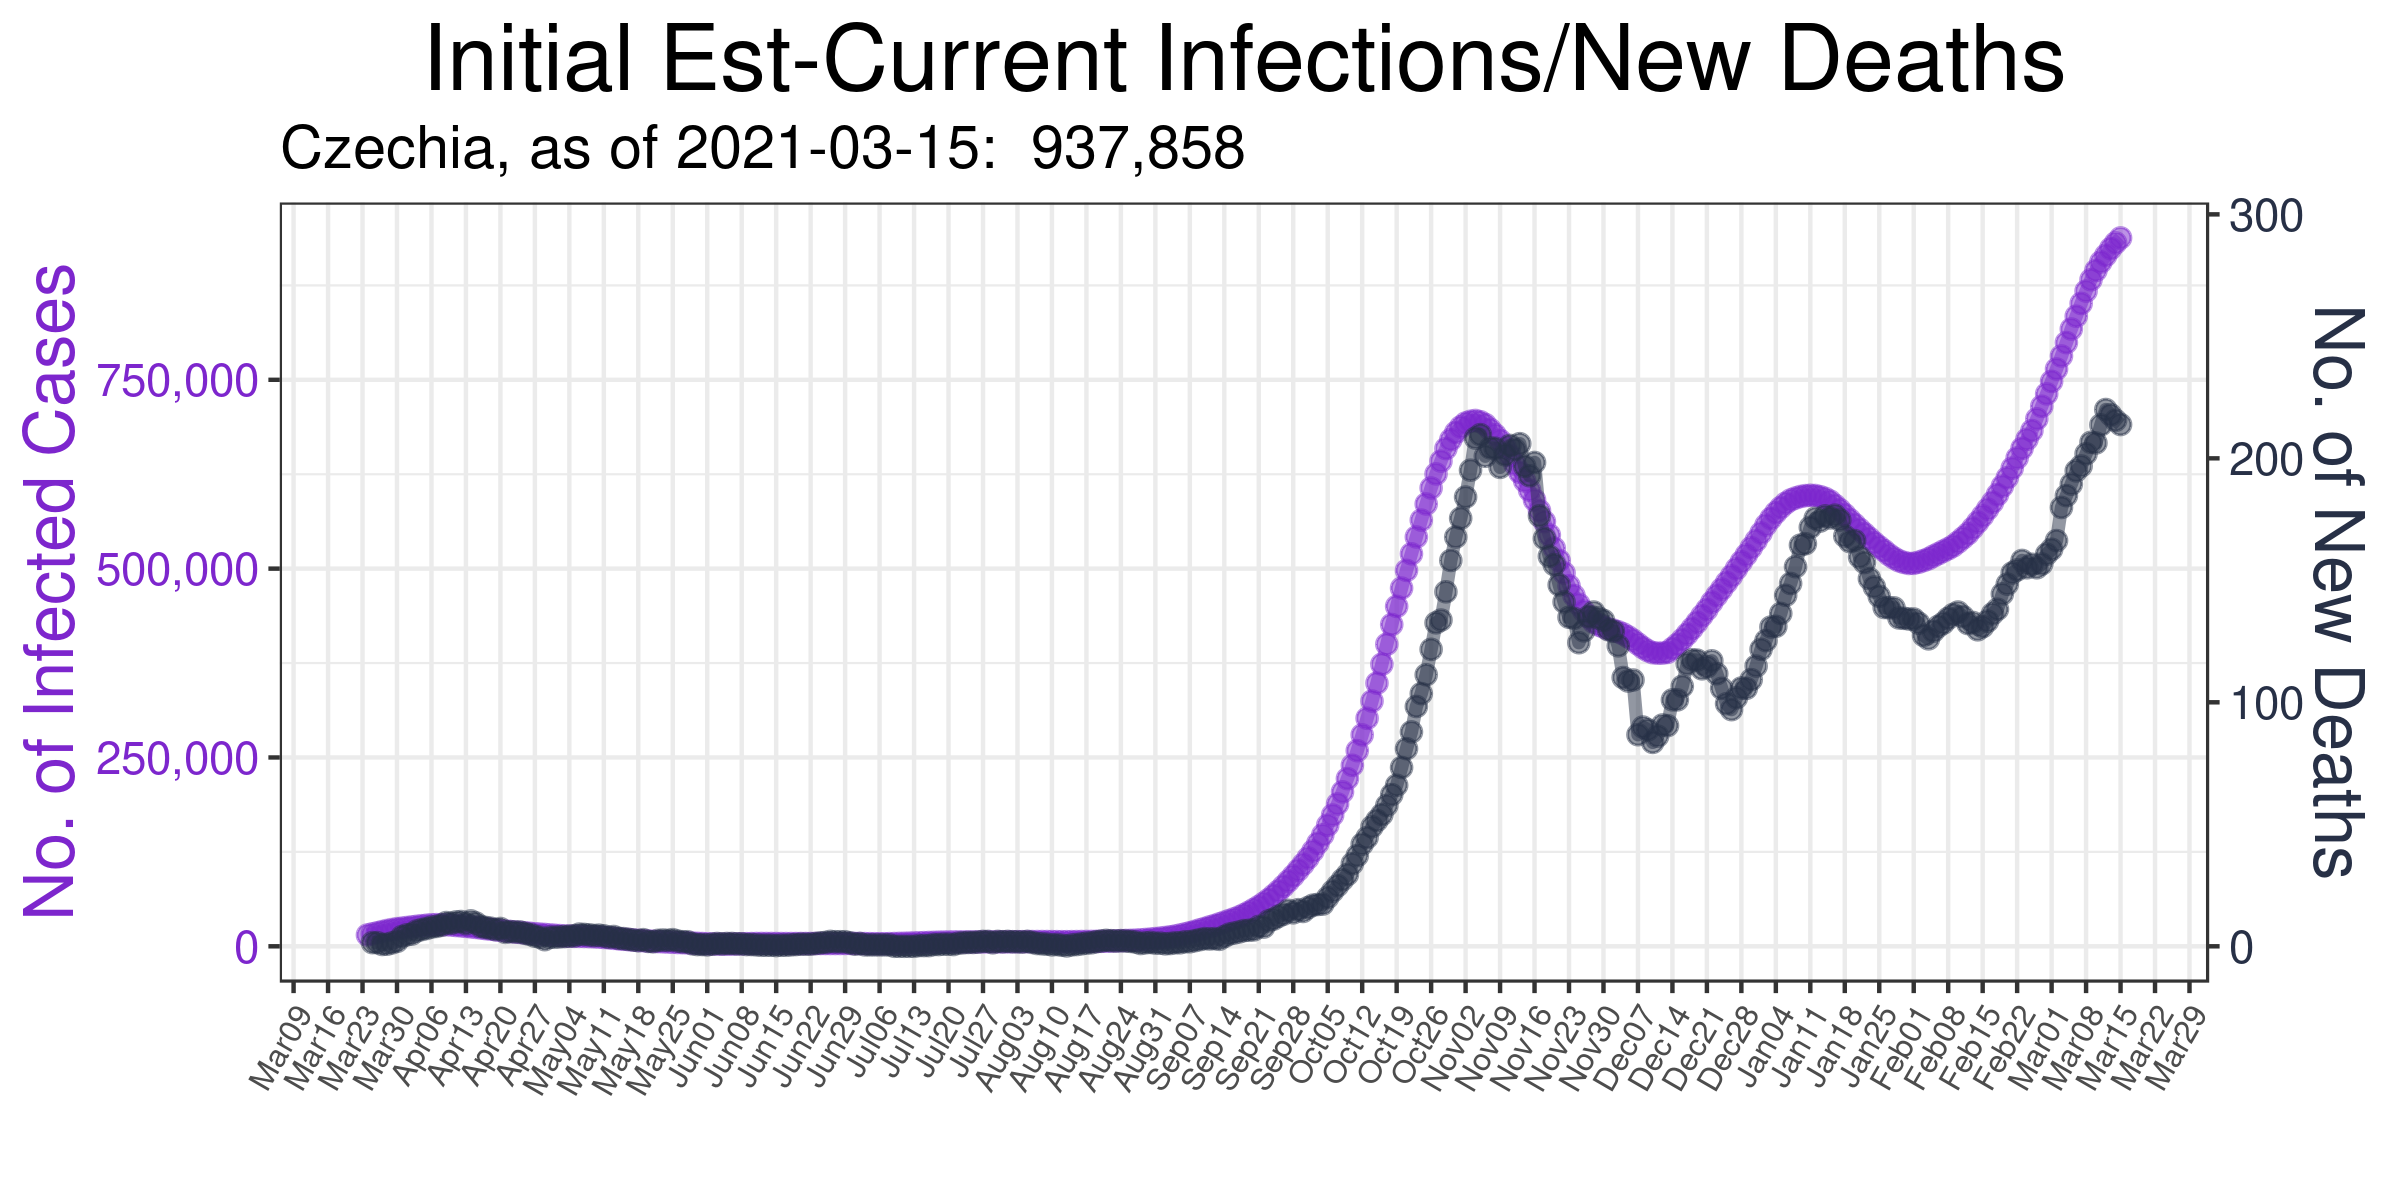 Initial Est-Current Infections/New Deaths
Czechia, as of 2021-03-15:  937,858
No. of Infected Cases
750,000
500,000
250,000
0
300
200
100
0
No. of New Deaths
Mar09
Mar16
Mar23
Mar30
Apr06
Apr13
Apr20
Apr27
May04
May11
May18
May25
Jun01
Jun08
Jun15
Jun22
Jun29
Jul06
Jul13
Jul20
Jul27
Aug03
Aug10
Aug17
Aug24
Aug31
Sep07
Sep14
Sep21
Sep28
Oct05
Oct12
Oct19
Oct26
Nov02
Nov09
Nov16
Nov23
Nov30
Dec07
Dec14
Dec21
Dec28
Jan04
Jan11
Jan18
Jan25
Feb01
Feb08
Feb15
Feb22
Mar01
Mar08
Mar15
Mar22
Mar29